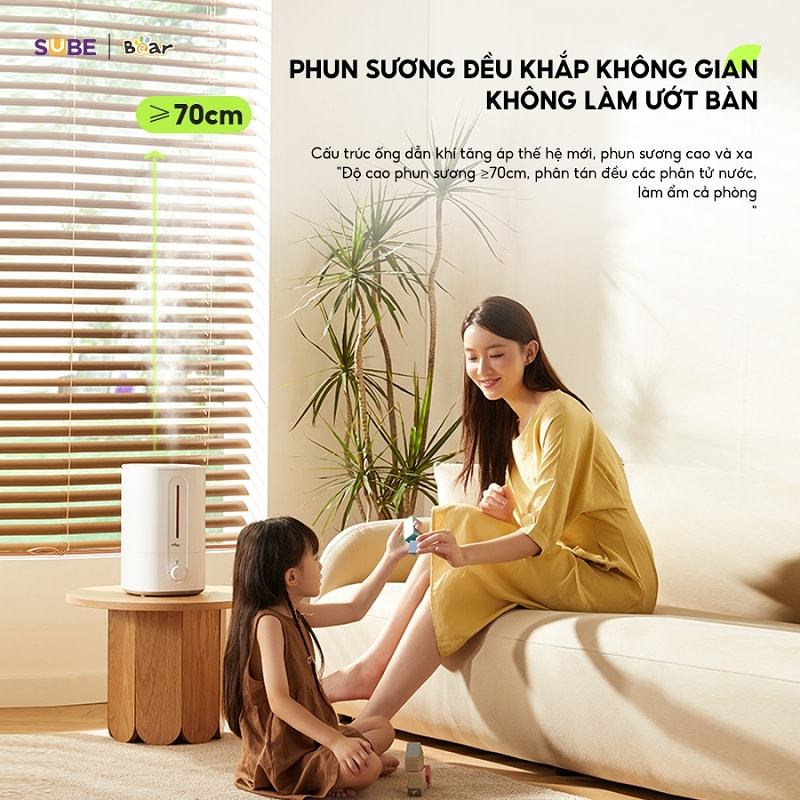 SUBE | Bear
≥70cm
PHUN SƯƠNG ĐỀU KHẮP KHÔNG GIAN
KHÔNG LÀM ƯỚT BÀN
Cấu trúc ống dẫn khí tăng áp thế hệ mới, phun sương cao và xa
"Độ cao phun sương ≥70cm, phân tán đều các phân tử nước,
làm ẩm cả phòng
"